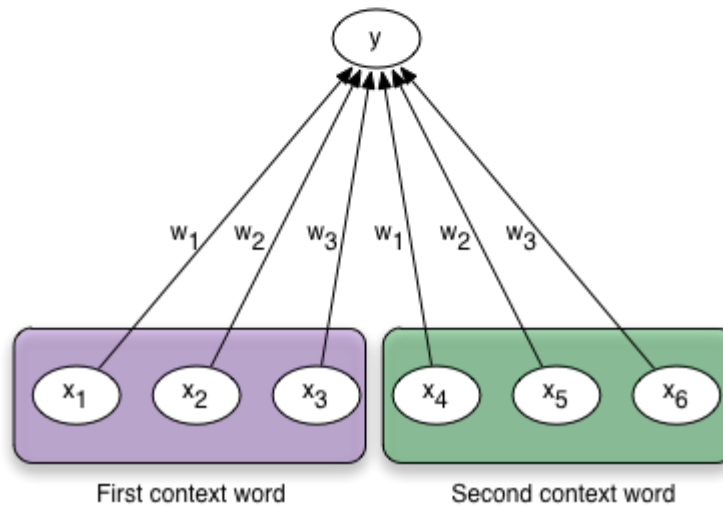 y
w1 w2 w3 w1 w2 w3
x1 x2 x3 x4 x5 x6
First context word Second context word